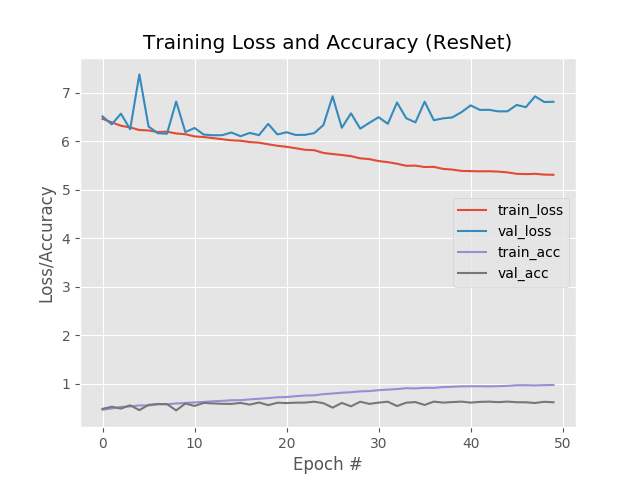 Training Loss and Accuracy (ResNet)
Loss/Accuracy
7
6
5
4
3
2
1
train_loss
val_loss
train_acc
val_acc
0 10 20 30 40 50
Epoch #